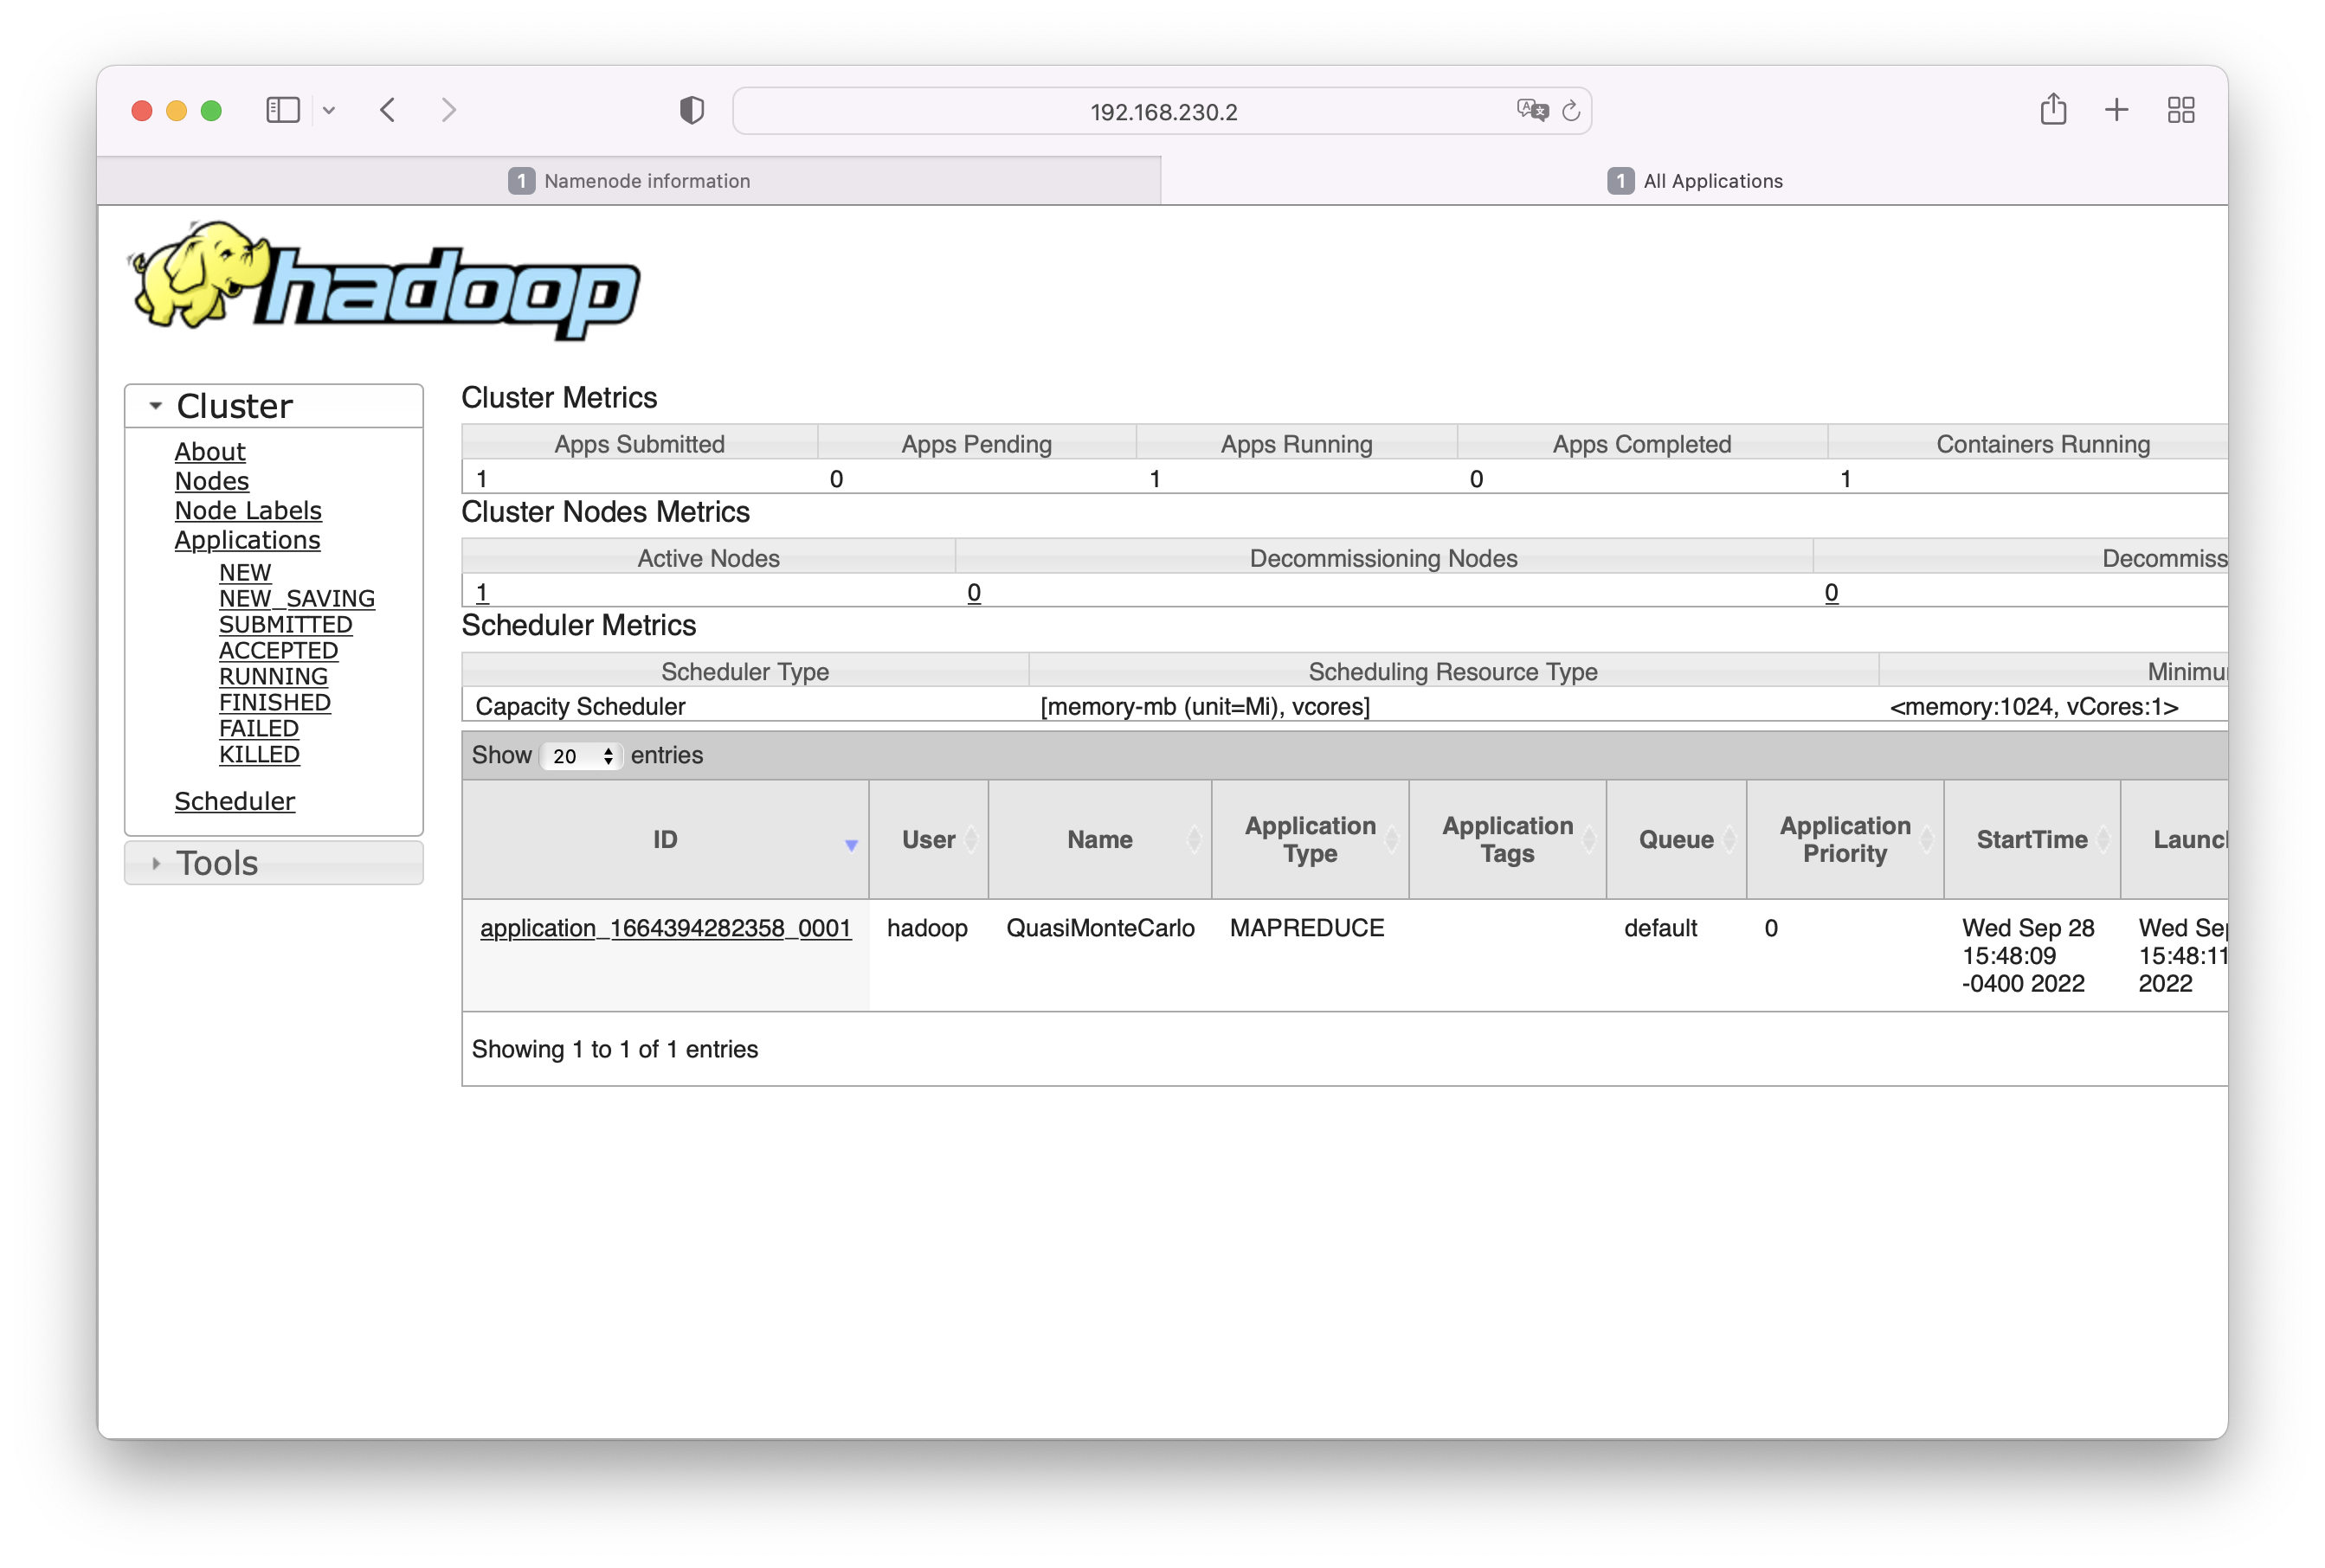 192.168.230.2
1 Namenode information
1 All Applications
hadoop
Cluster
About
Nodes
Node Labels
Applications
NEW
NEW_SAVING
SUBMITTED
ACCEPTED
RUNNING
FINISHED
FAILED
KILLED
Scheduler
Tools
Cluster Metrics
Apps Submitted Apps Pending Apps Running Apps Completed Containers Running
1 0 1 0 1
Cluster Nodes Metrics
Active Nodes Decommissioning Nodes Decommiss
1 0 0
Scheduler Metrics
Scheduler Type Scheduling Resource Type Minimu
Capacity Scheduler [memory-mb (unit=Mi), vcores] <memory:1024, vCores:1>
Show 20 entries
ID User Name Application Type Application Tags Queue Application Priority StartTime Launc
application_1664394282358_0001 hadoop QuasiMonteCarlo MAPREDUCE default 0 Wed Sep 28 15:48:09 -0400 2022 Wed Sep 15:48:11 2022
Showing 1 to 1 of 1 entries